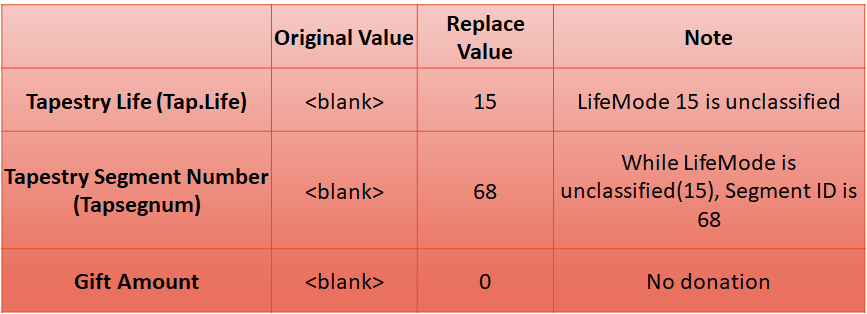 Original Value
Replace
Value
Note
Tapestry Life (Tap.Life)
<blank>
15
LifeMode 15 is unclassified
Tapestry Segment Number
(Tapsegnum)
<blank>
68
While LifeMode is
unclassified(15), Segment ID is
68
Gift Amount
<blank>
0
No donation